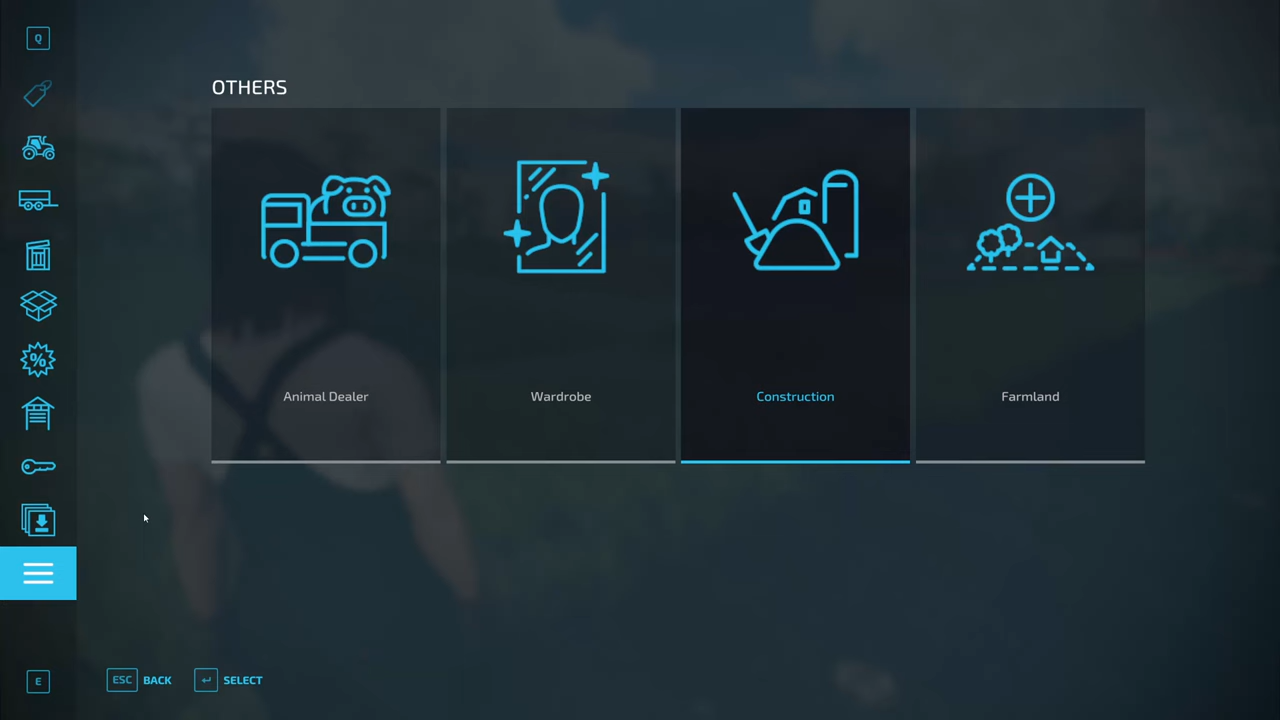 Q
OTHERS
Animal Dealer
Wardrobe
Construction
Farmland
%
E
ESC BACK
SELECT